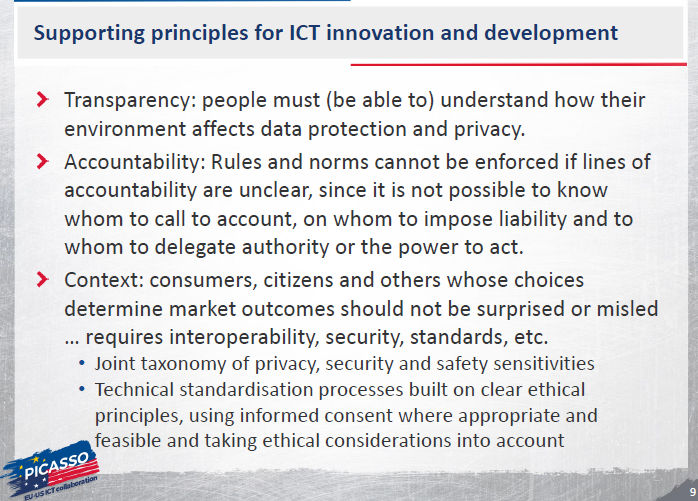 Supporting principles for ICT innovation and development
Transparency: people must (be able to) understand how their
environment affects data protection and privacy.
Accountability: Rules and norms cannot be enforced if lines of
accountability are unclear, since it is not possible to know
whom to call to account, on whom to impose liability and to
whom to delegate authority or the power to act.
Context: consumers, citizens and others whose choices
determine market outcomes should not be surprised or misled
... requires interoperability, security, standards, etc.
• Joint taxonomy of privacy, security and safety sensitivities
• Technical standardisation processes built on clear ethical
principles, using informed consent where appropriate and
feasible and taking ethical considerations into account
PICASSO
EU-US ICT collaboration
9